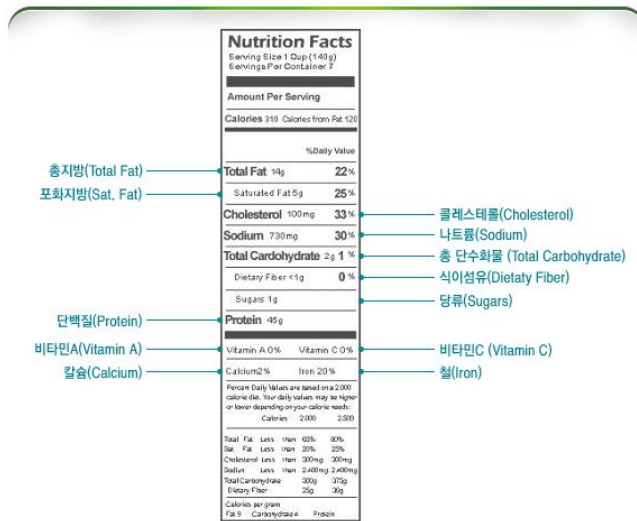 Nutrition Facts
Serving Size 1 Cup (140g)
Servings Per Container 7
Amount Per Serving
Calories 310 Calories from Fat 120
%Daily Value
총지방(Total Fat) Total Fat 14g 22%
포화지방(Sat. Fat) Saturated Fat 5g 25%
Cholesterol 100mg 33% 콜레스테롤(Cholesterol)
Sodium 730mg 30% 나트륨(Sodium)
Total Cardohydrate 2g 1% 총 단수화물 (Total Carbohydrate)
Dietary Fiber <1g 0% 식이섬유(Dietaty Fiber)
Sugars 1g 당류(Sugars)
단백질(Protein) Protein 45g
비타민A(Vitamin A) Vitamin A 0% Vitamin C 0% 비타민C (Vitamin C)
칼슘(Calcium) Calcium2% Iron 20% 철(Iron)
Percent Daily Values are based on a 2,000
calorie diet. Your daily values may be higher
or lower depending on your calorie needs:
Calories 2,000 2,500
Total Fat Less than 65% 80%
Sat Fat Less than 20% 25%
Cholesterol Less than 300mg 300mg
Sodium Less than 2,400mg 2,400mg
Total Carbohydrate 300g 375g
Dietary Fiber 25g 30g
Calories per gram
Fat 9 Carbohydrate 4 Protein